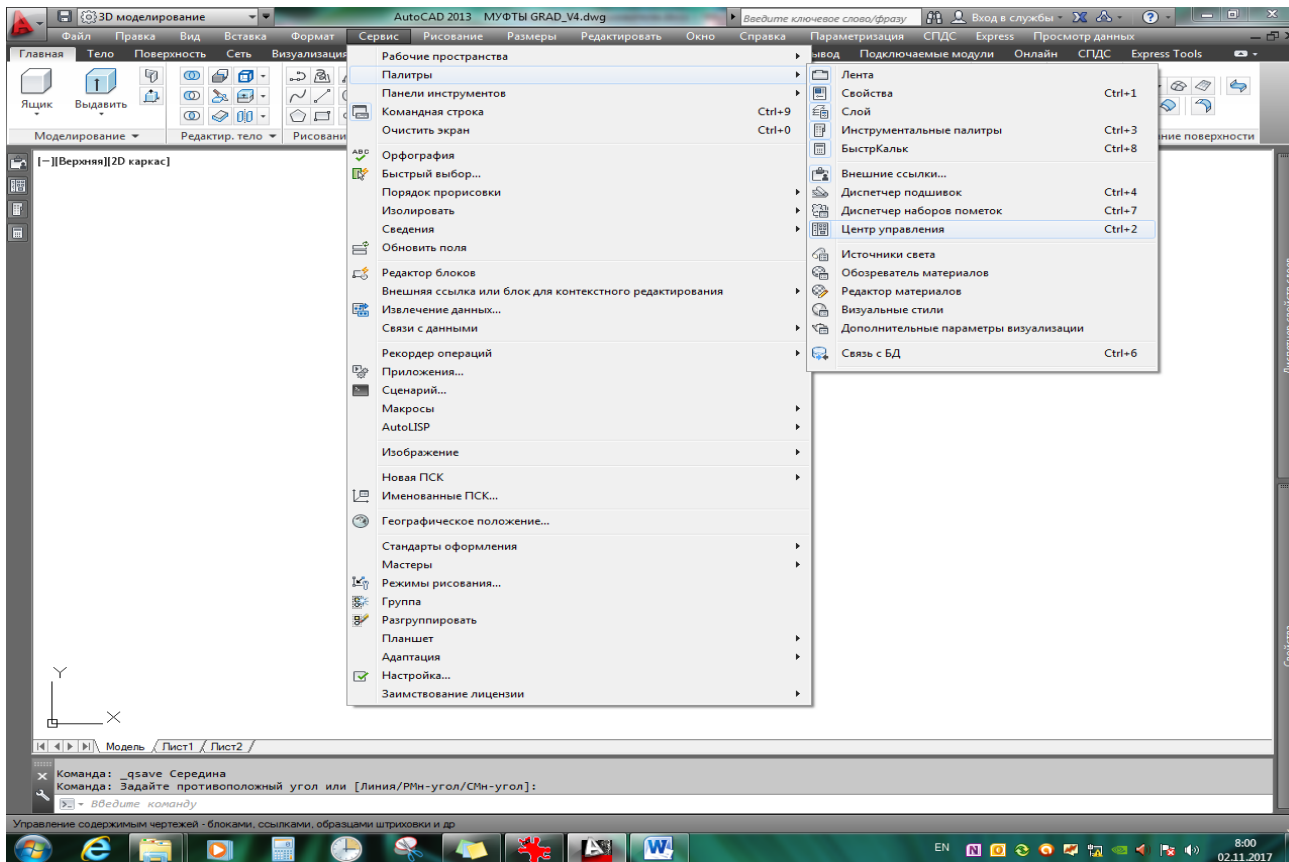 3D моделирование
AutoCAD 2013 МУФТЫ GRAD_V4.dwg
Введите ключевое слово/фразу
Вход в службы
Файл Правка Вид Вставка Формат Сервис Рисование Размеры Редактировать Окно Справка Параметризация СПДС Express Просмотр данных
Главная Тело Поверхность Сеть Визуализация ывод Подключаемые модули Онлайн СПДС Express Tools
Ящик Выдавить
Моделирование Редактир. тело Рисовани ние поверхности
[−][Верхняя][2D каркас]
Рабочие пространства
Палитры
Панели инструментов
Командная строка Ctrl+9
Очистить экран Ctrl+0
ABC Орфография
Быстрый выбор...
Порядок прорисовки
Изолировать
Сведения
Обновить поля
Редактор блоков
Внешняя ссылка или блок для контекстного редактирования
Извлечение данных...
Связи с данными
Рекордер операций
Приложения...
Сценарий...
Макросы
AutoLISP
Изображение
Новая ПСК
Именованные ПСК...
Географическое положение...
Стандарты оформления
Мастеры
Режимы рисования...
Группа
Разгруппировать
Планшет
Адаптация
Настройка...
Заимствование лицензии
Лента
Свойства Ctrl+1
Слой
Инструментальные палитры Ctrl+3
БыстрКальк Ctrl+8
Внешние ссылки...
Диспетчер подшивок Ctrl+4
Диспетчер наборов пометок Ctrl+7
Центр управления Ctrl+2
Источники света
Обозреватель материалов
Редактор материалов
Визуальные стили
Дополнительные параметры визуализации
Связь с БД Ctrl+6
Диспетчер свойств слоев
Свойства
Y
X
Модель Лист1 Лист2
Команда: _qsave Середина
Команда: Задайте противоположный угол или [Линия/РМн-угол/СМн-угол]:
Введите команду
Управление содержимым чертежей - блоками, ссылками, образцами штриховки и др
EN
8:00
02.11.2017